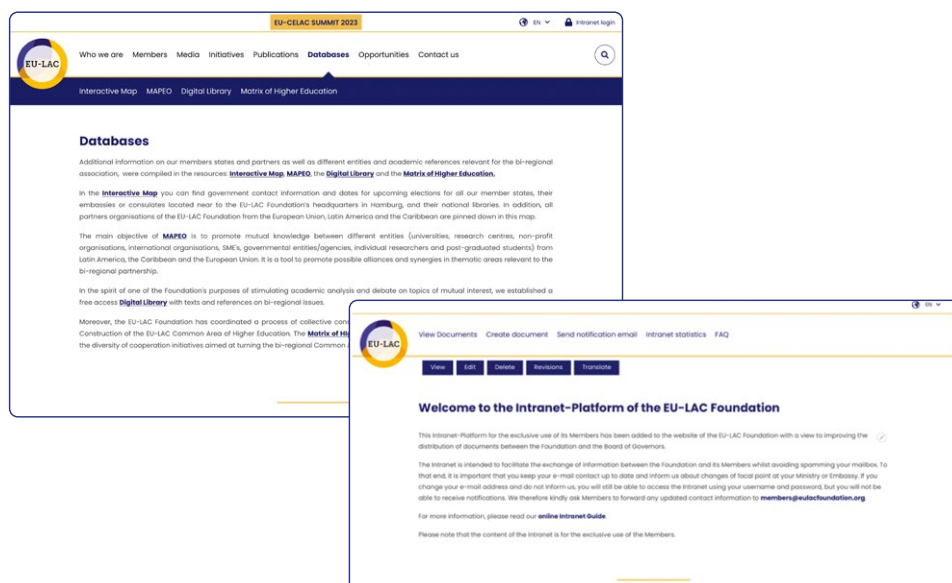 EU-CELAC SUMMIT 2023
EN
Intranet login
EU-LAC
Who we are Members Media Initiatives Publications Databases Opportunities Contact us
Interactive Map MAPEO Digital Library Matrix of Higher Education
Databases
Additional information on our members states and partners as well as different entities and academic references relevant for the bi-regional
association, were compiled in the resources: Interactive Map, MAPEO, the Digital Library and the Matrix of Higher Education.
In the Interactive Map you can find government contact information and dates for upcoming elections for all our member states, their
embassies or consulates located near to the EU-LAC Foundation's headquarters in Hamburg, and their national libraries. In addition, all
partners organisations of the EU-LAC Foundation from the European Union, Latin America and the Caribbean are pinned down in this map.
The main objective of MAPEO is to promote mutual knowledge between different entities (universities, research centres, non-profit
organisations, international organisations, SME's, governmental entities/agencies, individual researchers and post-graduated students) from
Latin America, the Caribbean and the European Union. It is a tool to promote possible alliances and synergies in thematic areas relevant to the
bi-regional partnership.
In the spirit of one of the Foundation's purposes of stimulating academic analysis and debate on topics of mutual interest, we established a
free access Digital Library with texts and references on bi-regional issues.
Moreover, the EU-LAC Foundation has coordinated a process of collective
Construction of the EU-LAC Common Area of Higher Education. The Matrix of
the diversity of cooperation initiatives aimed at turning the bi-regional Common
EN
EU-LAC
View Documents Create document Send notification email Intranet statistics FAQ
View Edit Delete Revisions Translate
Welcome to the Intranet-Platform of the EU-LAC Foundation
This Intranet-Platform for the exclusive use of its Members has been added to the website of the EU-LAC Foundation with a view to improving the
distribution of documents between the Foundation and the Board of Governors.
The Intranet is intended to facilitate the exchange of information between the Foundation and its Members whilst avoiding spamming your mailbox. To
that end, it is important that you keep your e-mail contact up to date and inform us about changes of focal point at your Ministry or Embassy. If you
change your e-mail address and do not inform us, you will still be able to access the Intranet using your username and password, but you will not be
able to receive notifications. We therefore kindly ask Members to forward any updated contact information to members@eulacfoundation.org
For more information, please read our online Intranet Guide.
Please note that the content of the Intranet is for the exclusive use of the Members.